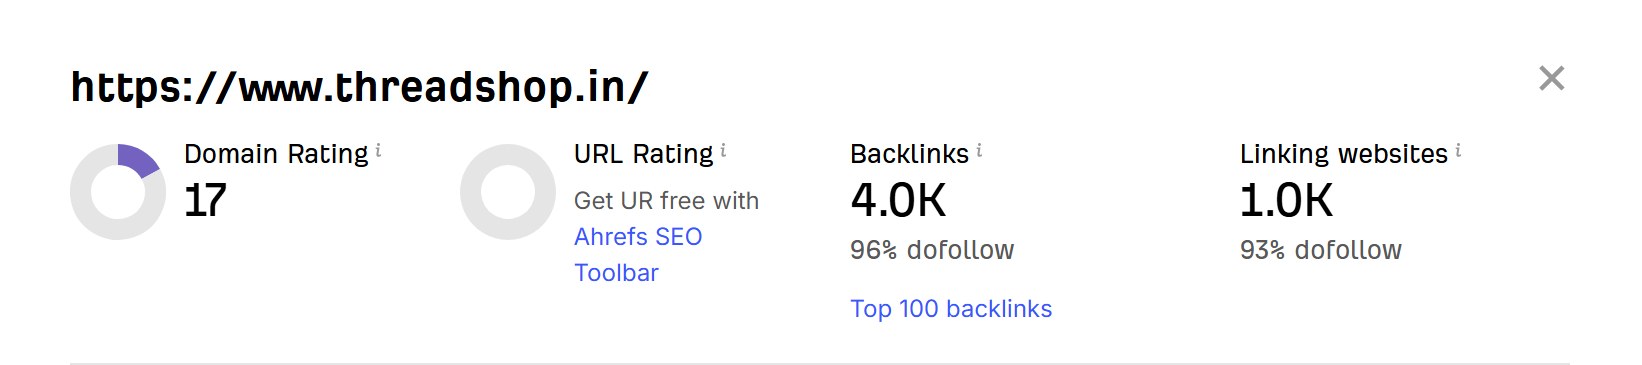 https://www.threadshop.in/
Domain Rating i
17
URL Rating i
Get UR free with
Ahrefs SEO
Toolbar
Backlinks i
4.0K
96% dofollow
Top 100 backlinks
Linking websites i
1.0K
93% dofollow